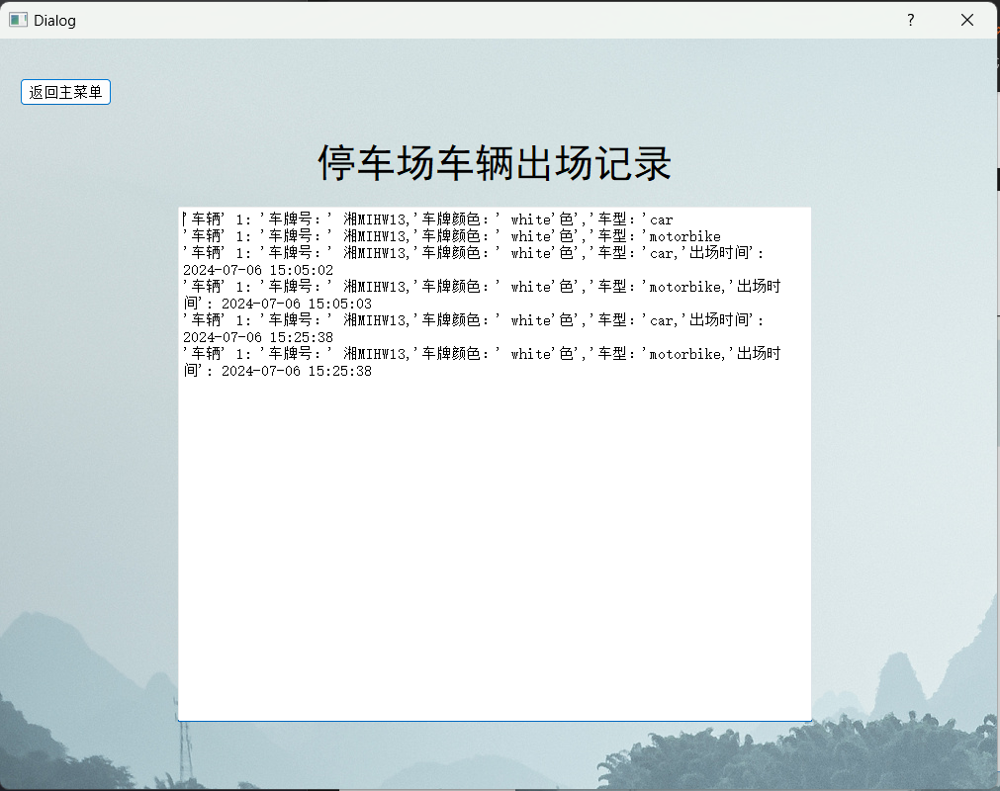 Dialog
?
返回主菜单
停车场车辆出场记录
'车辆' 1: '车牌号:' 湘MIHW13,'车牌颜色:' white'色','车型:'car
'车辆' 1: '车牌号:' 湘MIHW13,'车牌颜色:' white'色','车型:'motorbike
'车辆' 1: '车牌号:' 湘MIHW13,'车牌颜色:' white'色','车型:'car,'出场时间':
2024-07-06 15:05:02
'车辆' 1: '车牌号:' 湘MIHW13,'车牌颜色:' white'色','车型:'motorbike,'出场时
间': 2024-07-06 15:05:03
'车辆' 1: '车牌号:' 湘MIHW13,'车牌颜色:' white'色','车型:'car,'出场时间':
2024-07-06 15:25:38
'车辆' 1: '车牌号:' 湘MIHW13,'车牌颜色:' white'色','车型:'motorbike,'出场时
间': 2024-07-06 15:25:38